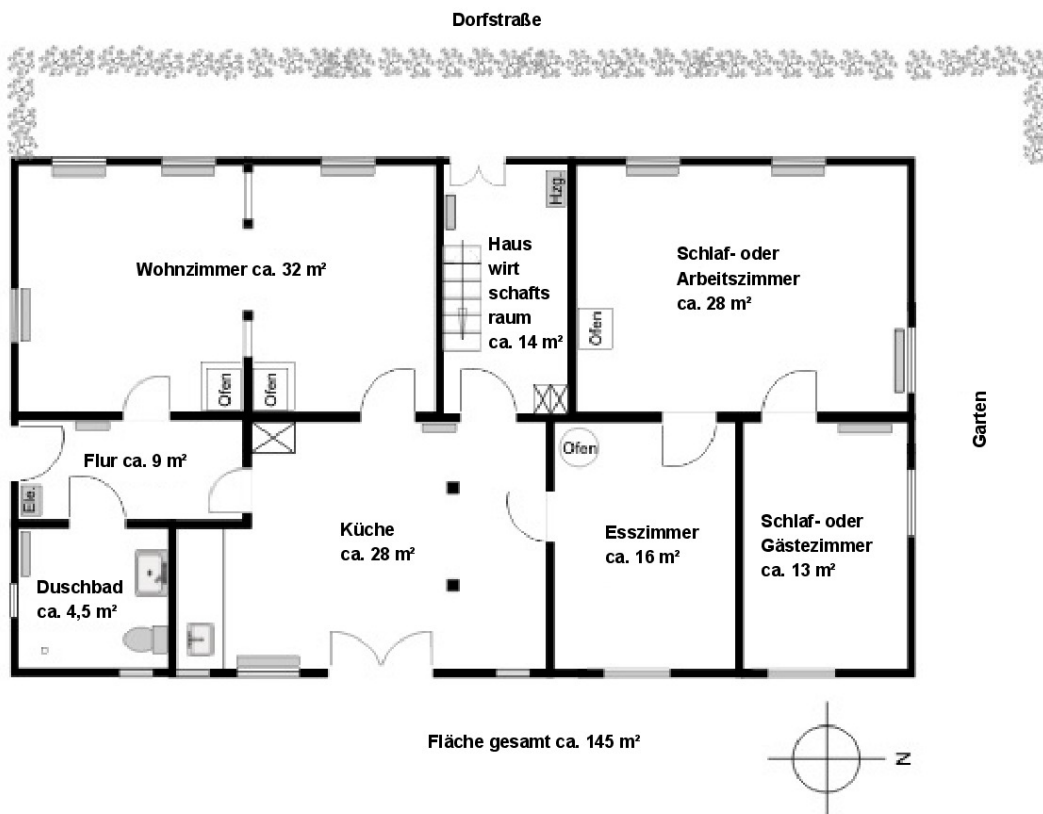 Dorfstraße
Hzg.
Wohnzimmer ca. 32 m²
Haus
wirt
schafts
raum
ca. 14 m²
Schlaf- oder
Arbeitszimmer
ca. 28 m²
Ofen
Ofen
Ofen
Garten
Flur ca. 9 m²
Ele.
Ofen
Küche
ca. 28 m²
Esszimmer
ca. 16 m²
Schlaf- oder
Gästezimmer
ca. 13 m²
Duschbad
ca. 4,5 m²
Fläche gesamt ca. 145 m²
N